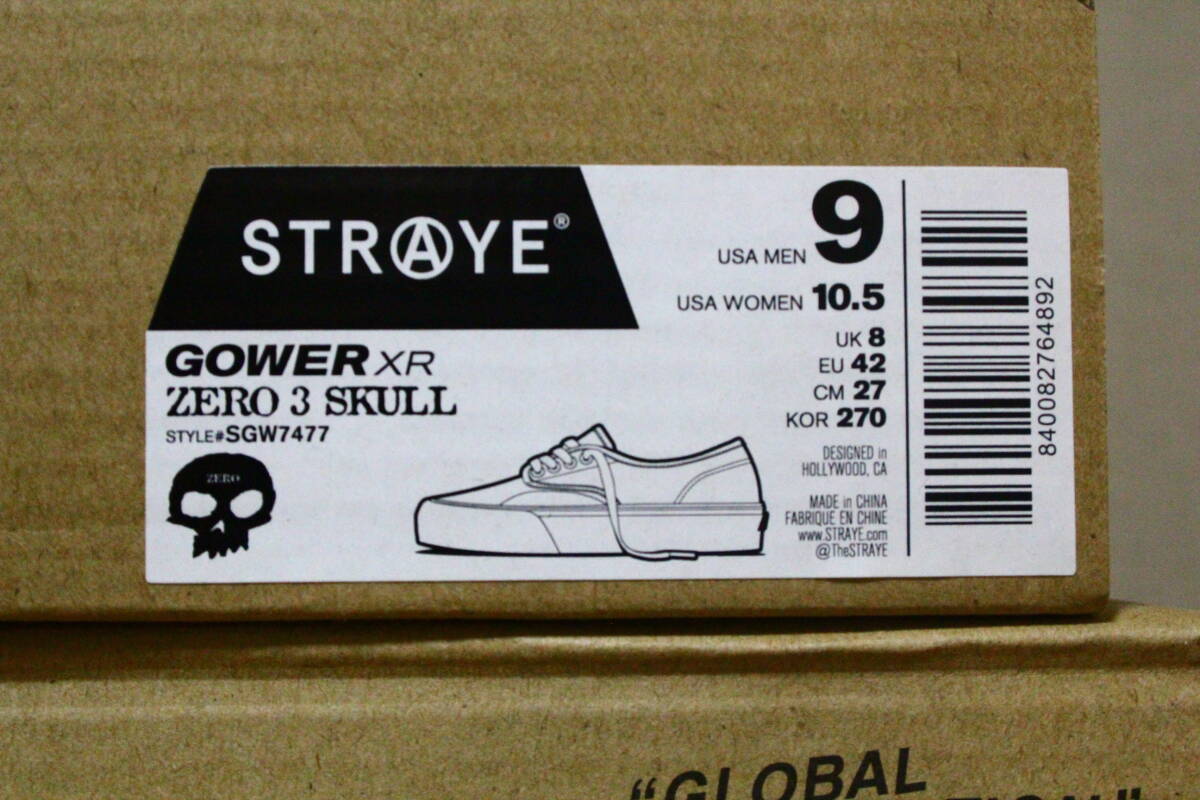 STRAYE®
GOWER XR
ZERO 3 SKULL
STYLE#SGW7477
ZERO
USA MEN 9
USA WOMEN 10.5
UK 8
EU 42
CM 27
KOR 270
DESIGNED in
HOLLYWOOD, CA
MADE in CHINA
FABRIQUE EN CHINE
www.STRAYE.com
@TheSTRAYE
840082764892
“GLOBAL